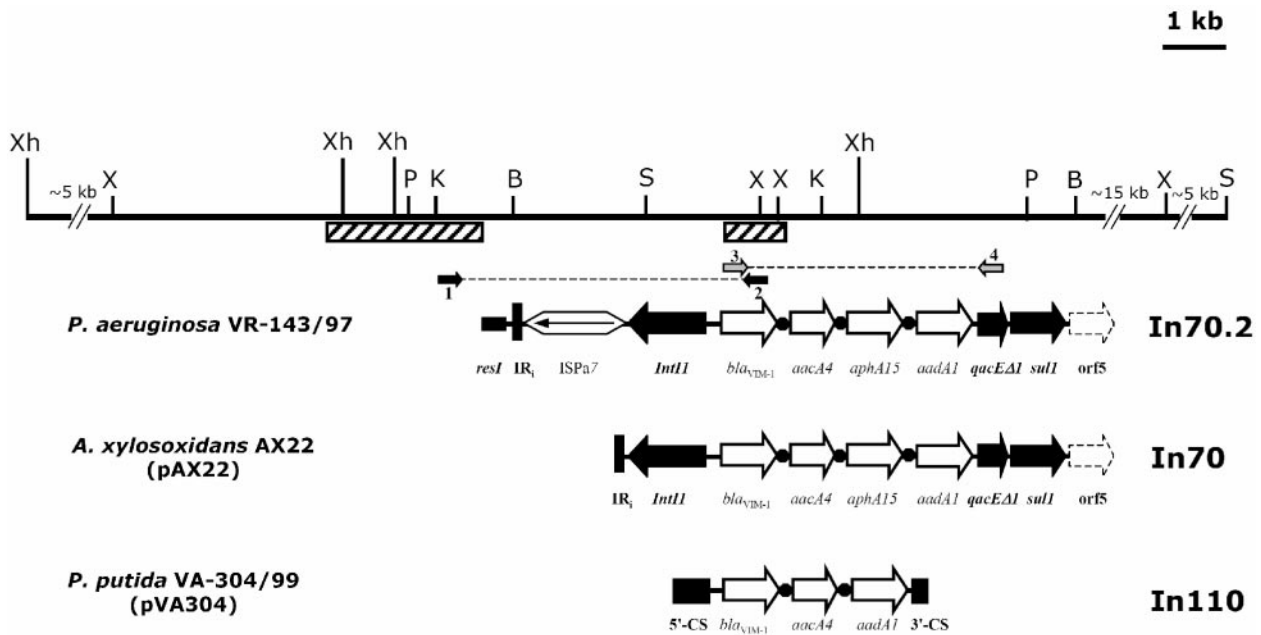 1 kb
Xh Xh Xh Xh
~5 kb X P K B S X X K P B ~15 kb X ~5 kb S
3 4
1 2
P. aeruginosa VR-143/97 In70.2
resI IRi ISPa7 IntI1 blaVIM-1 aacA4 aphA15 aadA1 qacEΔ1 sul1 orf5
A. xylosoxidans AX22 In70
(pAX22)
IRi IntI1 blaVIM-1 aacA4 aphA15 aadA1 qacEΔ1 sul1 orf5
P. putida VA-304/99 In110
(pVA304)
5'-CS blaVIM-1 aacA4 aadA1 3'-CS